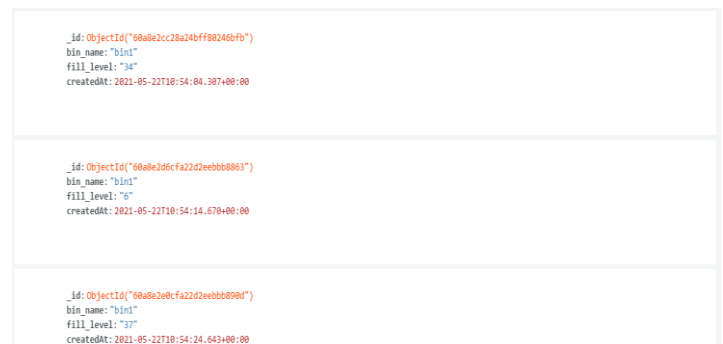 _id: ObjectId("60a8e2cc28a24bff80246bfb")
bin_name: "bin1"
fill_level: "34"
createdAt: 2021-05-22T10:54:04.307+00:00
_id: ObjectId("60a8e2d6cfa22d2eebbb8863")
bin_name: "bin1"
fill_level: "6"
createdAt: 2021-05-22T10:54:14.670+00:00
_id: ObjectId("60a8e2e0cfa22d2eebbb890d")
bin_name: "bin1"
fill_level: "37"
createdAt: 2021-05-22T10:54:24.643+00:00